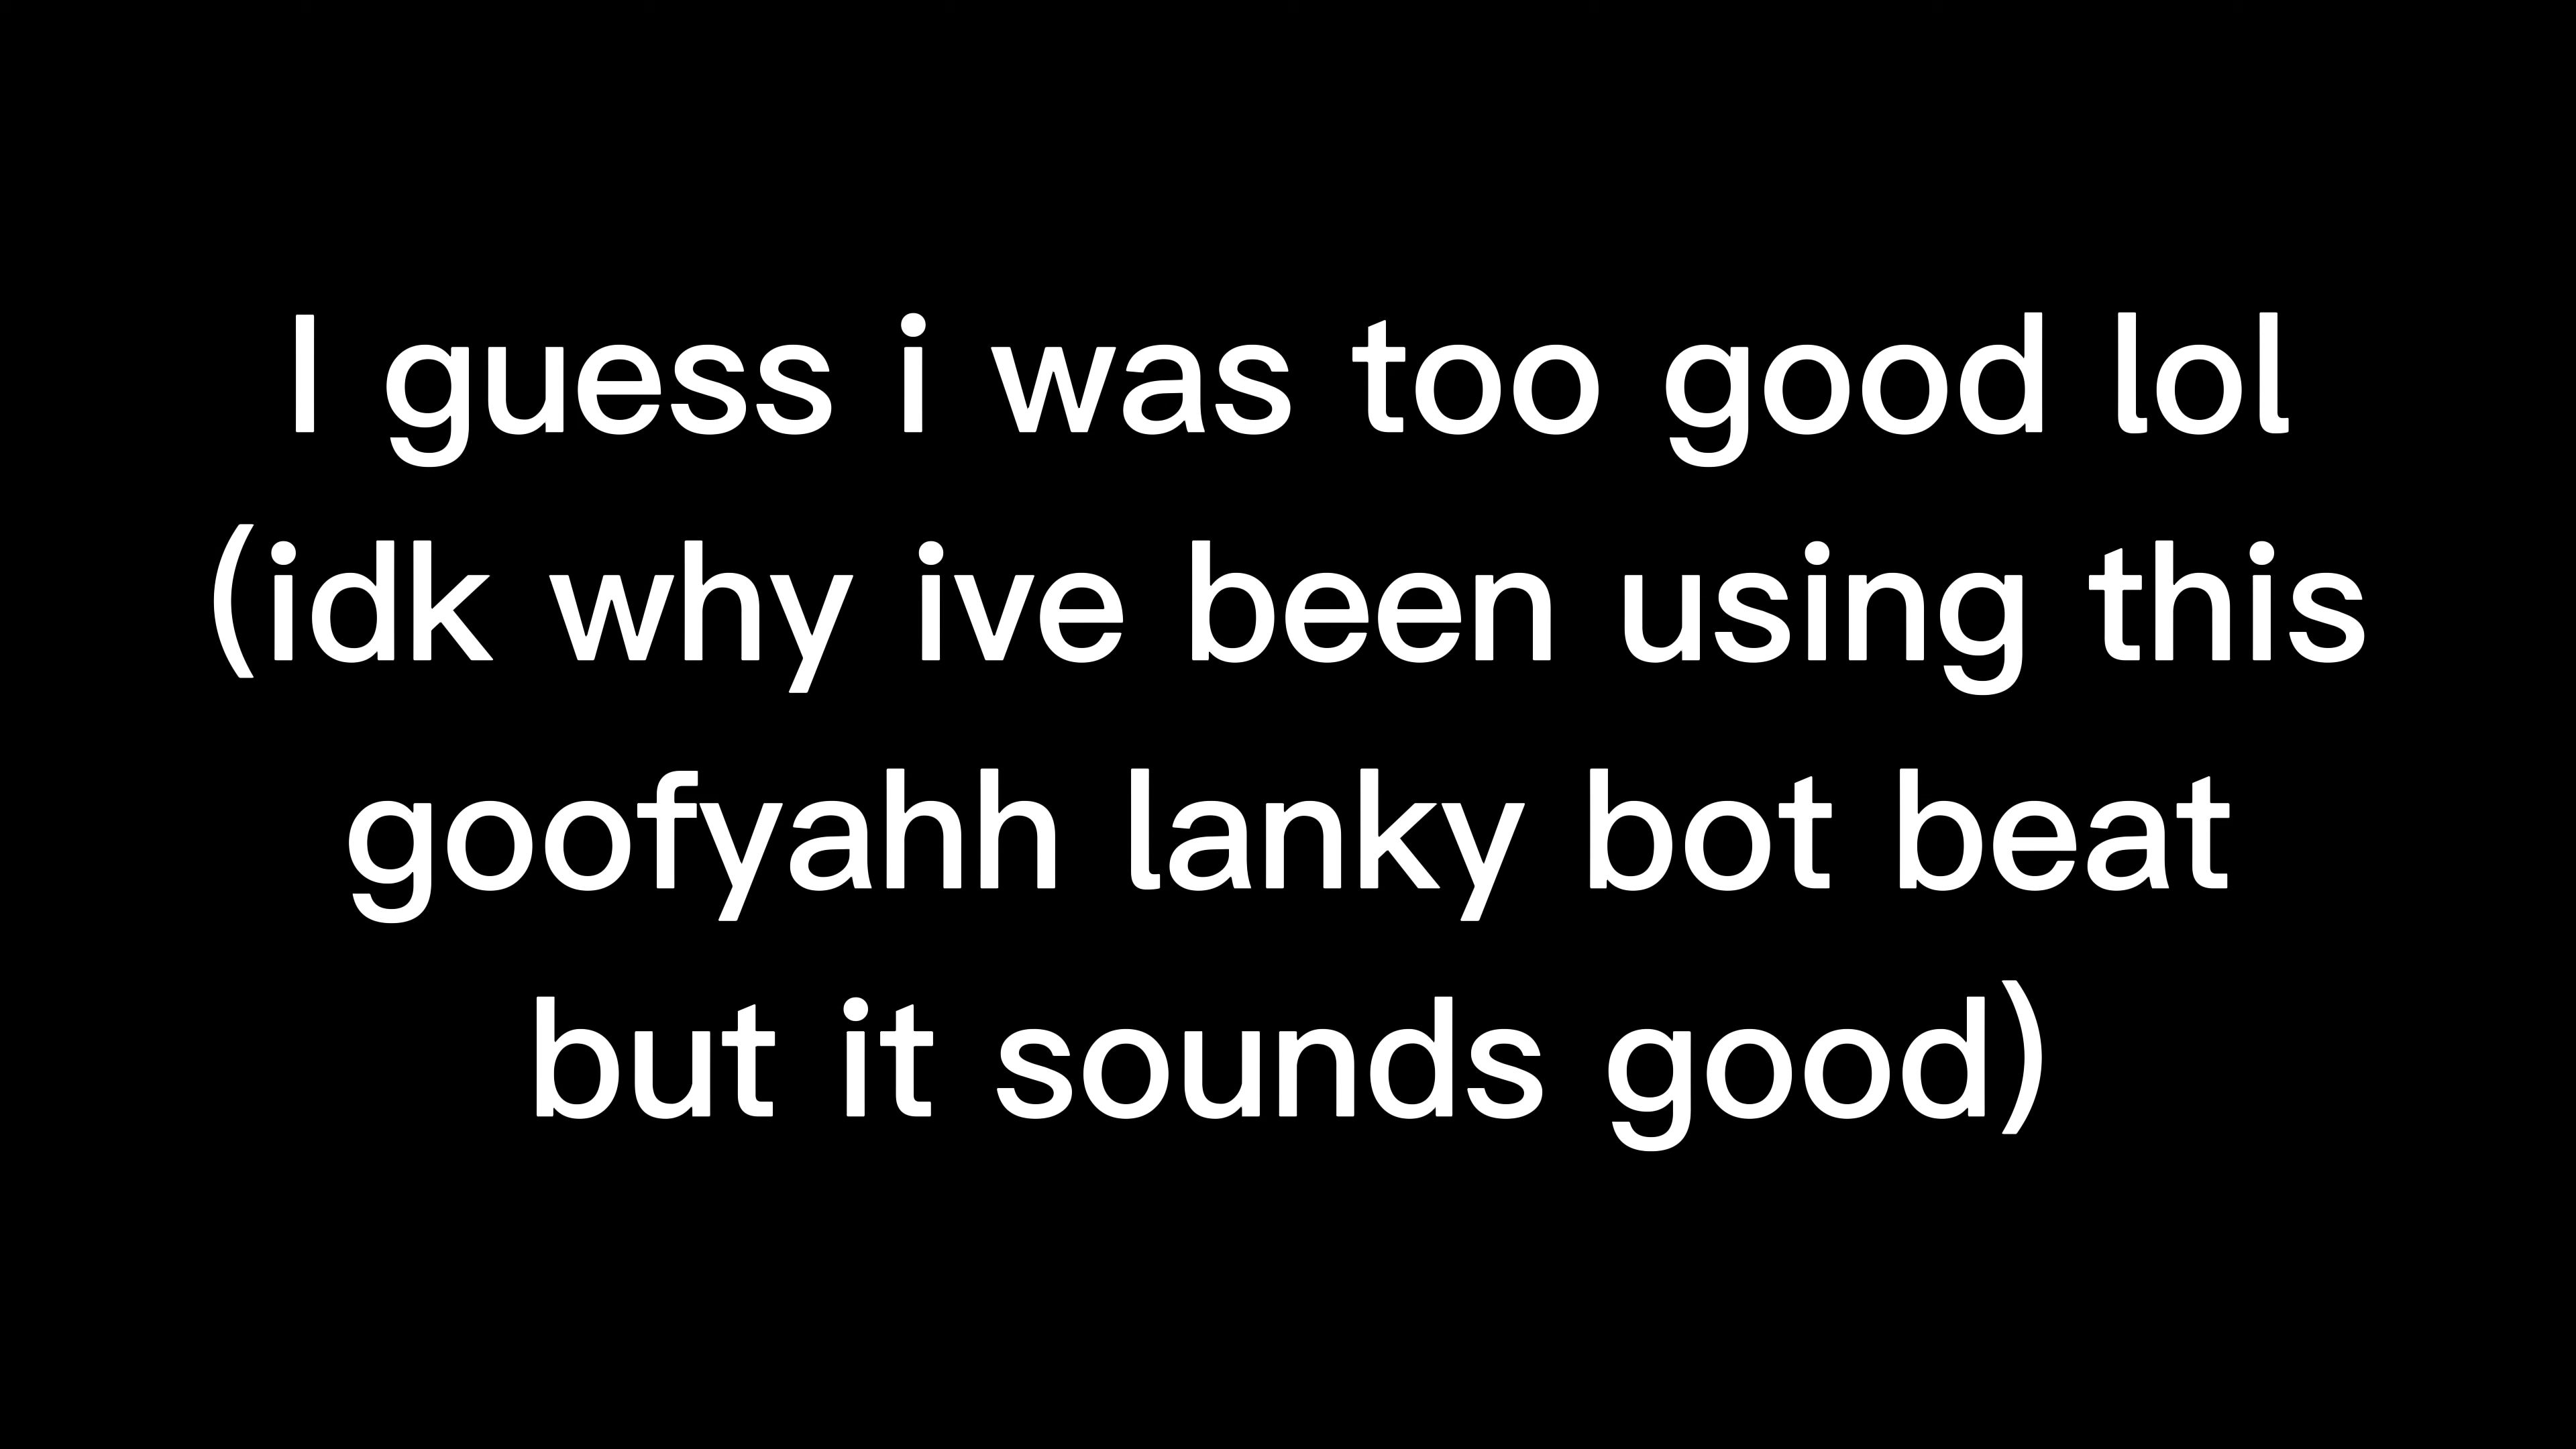 I guess i was too good lol
(idk why ive been using this
goofyahh lanky bot beat
but it sounds good)